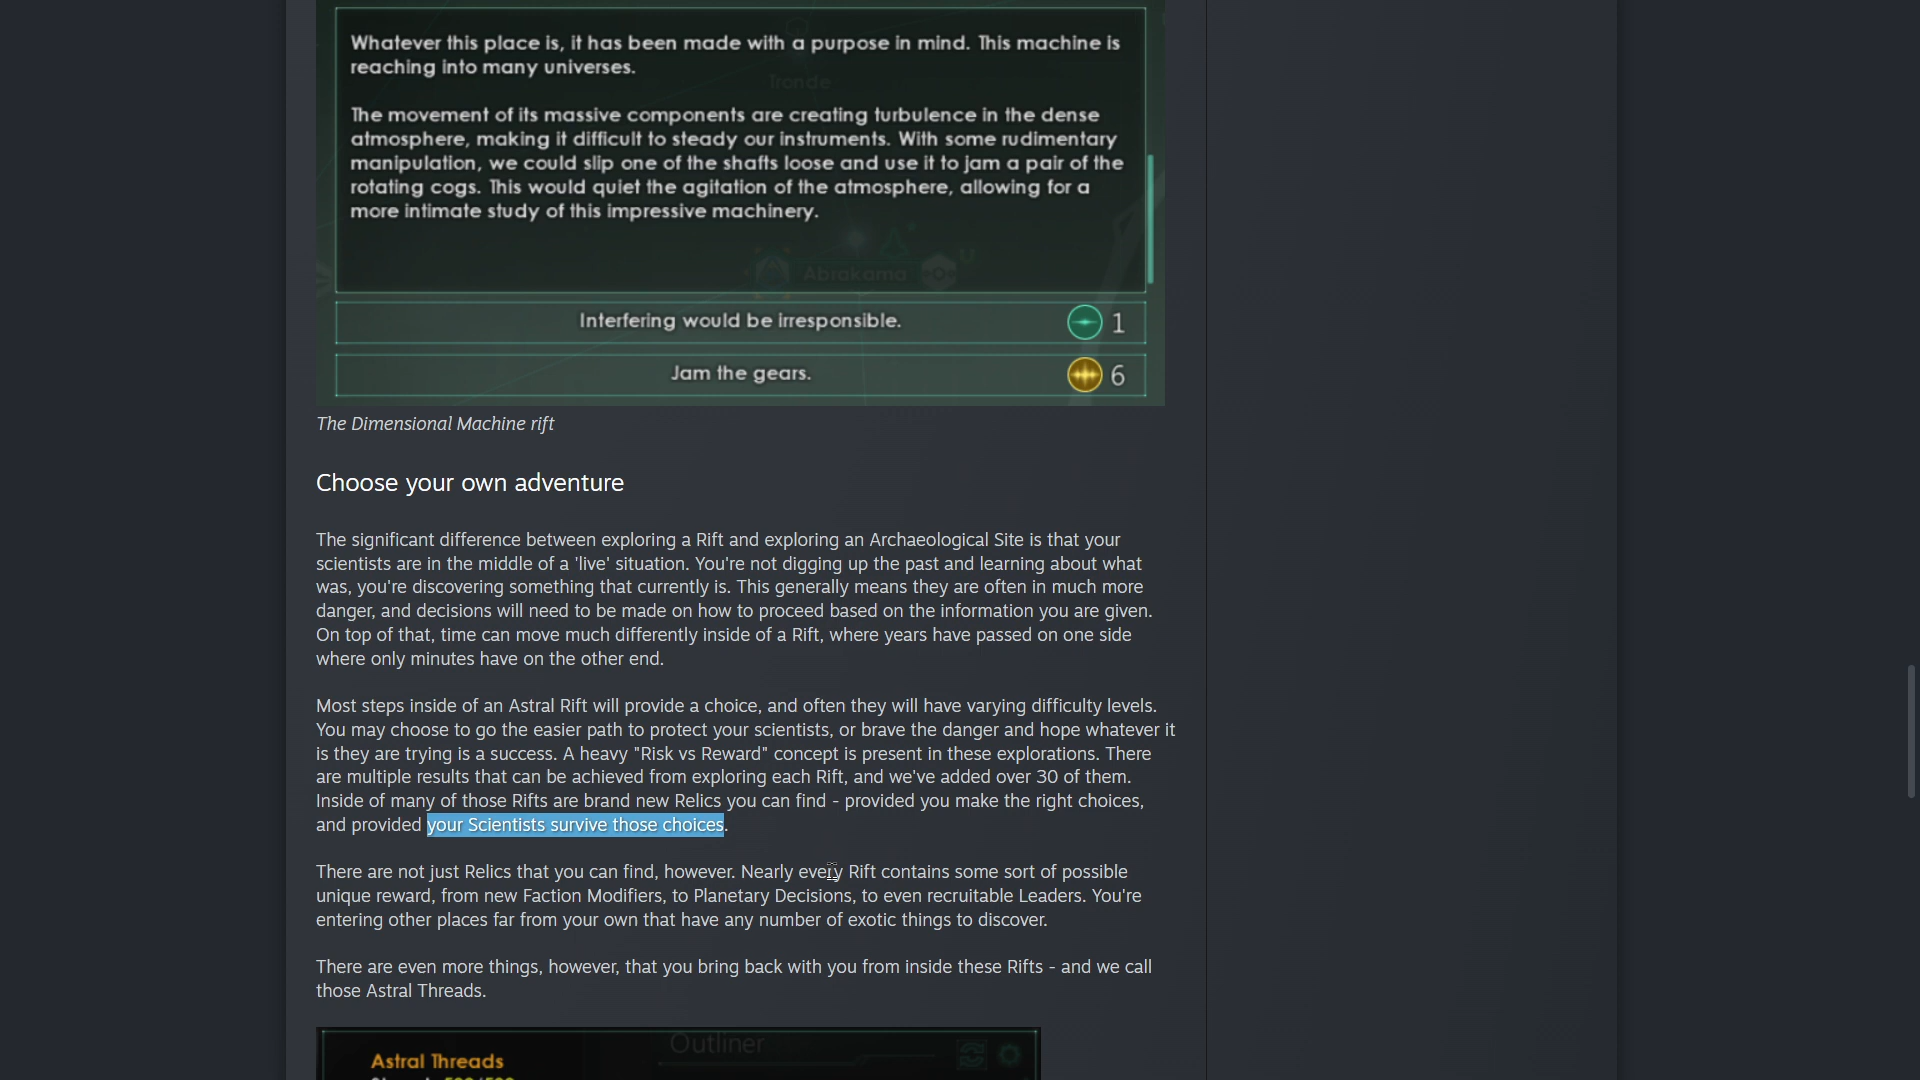 Whatever this place is, it has been made with a purpose in mind. This machine is
reaching into many universes.
Tronde
The movement of its massive components are creating turbulence in the dense
atmosphere, making it difficult to steady our instruments. With some rudimentary
manipulation, we could slip one of the shafts loose and use it to jam a pair of the
rotating cogs. This would quiet the agitation of the atmosphere, allowing for a
more intimate study of this impressive machinery.
Abrakama
Interfering would be irresponsible. 1
Jam the gears. 6
The Dimensional Machine rift
Choose your own adventure
The significant difference between exploring a Rift and exploring an Archaeological Site is that your
scientists are in the middle of a 'live' situation. You're not digging up the past and learning about what
was, you're discovering something that currently is. This generally means they are often in much more
danger, and decisions will need to be made on how to proceed based on the information you are given.
On top of that, time can move much differently inside of a Rift, where years have passed on one side
where only minutes have on the other end.
Most steps inside of an Astral Rift will provide a choice, and often they will have varying difficulty levels.
You may choose to go the easier path to protect your scientists, or brave the danger and hope whatever it
is they are trying is a success. A heavy "Risk vs Reward" concept is present in these explorations. There
are multiple results that can be achieved from exploring each Rift, and we've added over 30 of them.
Inside of many of those Rifts are brand new Relics you can find - provided you make the right choices,
and provided your Scientists survive those choices.
There are not just Relics that you can find, however. Nearly every Rift contains some sort of possible
unique reward, from new Faction Modifiers, to Planetary Decisions, to even recruitable Leaders. You're
entering other places far from your own that have any number of exotic things to discover.
There are even more things, however, that you bring back with you from inside these Rifts - and we call
those Astral Threads.
Outliner
Astral Threads